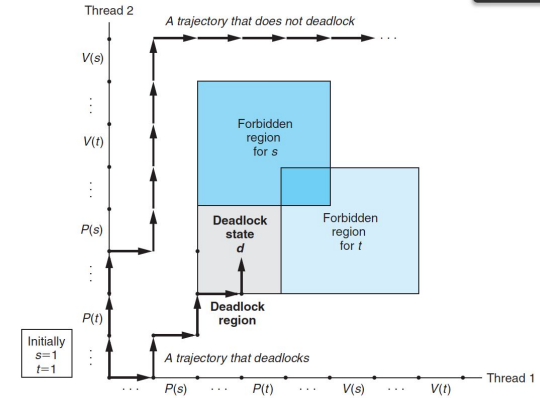 Thread 2
A trajectory that does not deadlock
...
V(s)
...
V(t)
...
P(s)
...
P(t)
...
Forbidden
region
for s
Forbidden
region
for t
Deadlock
state
d
Deadlock
region
Initially
s=1
t=1
A trajectory that deadlocks
Thread 1
... P(s) ... P(t) ... V(s) ... V(t)